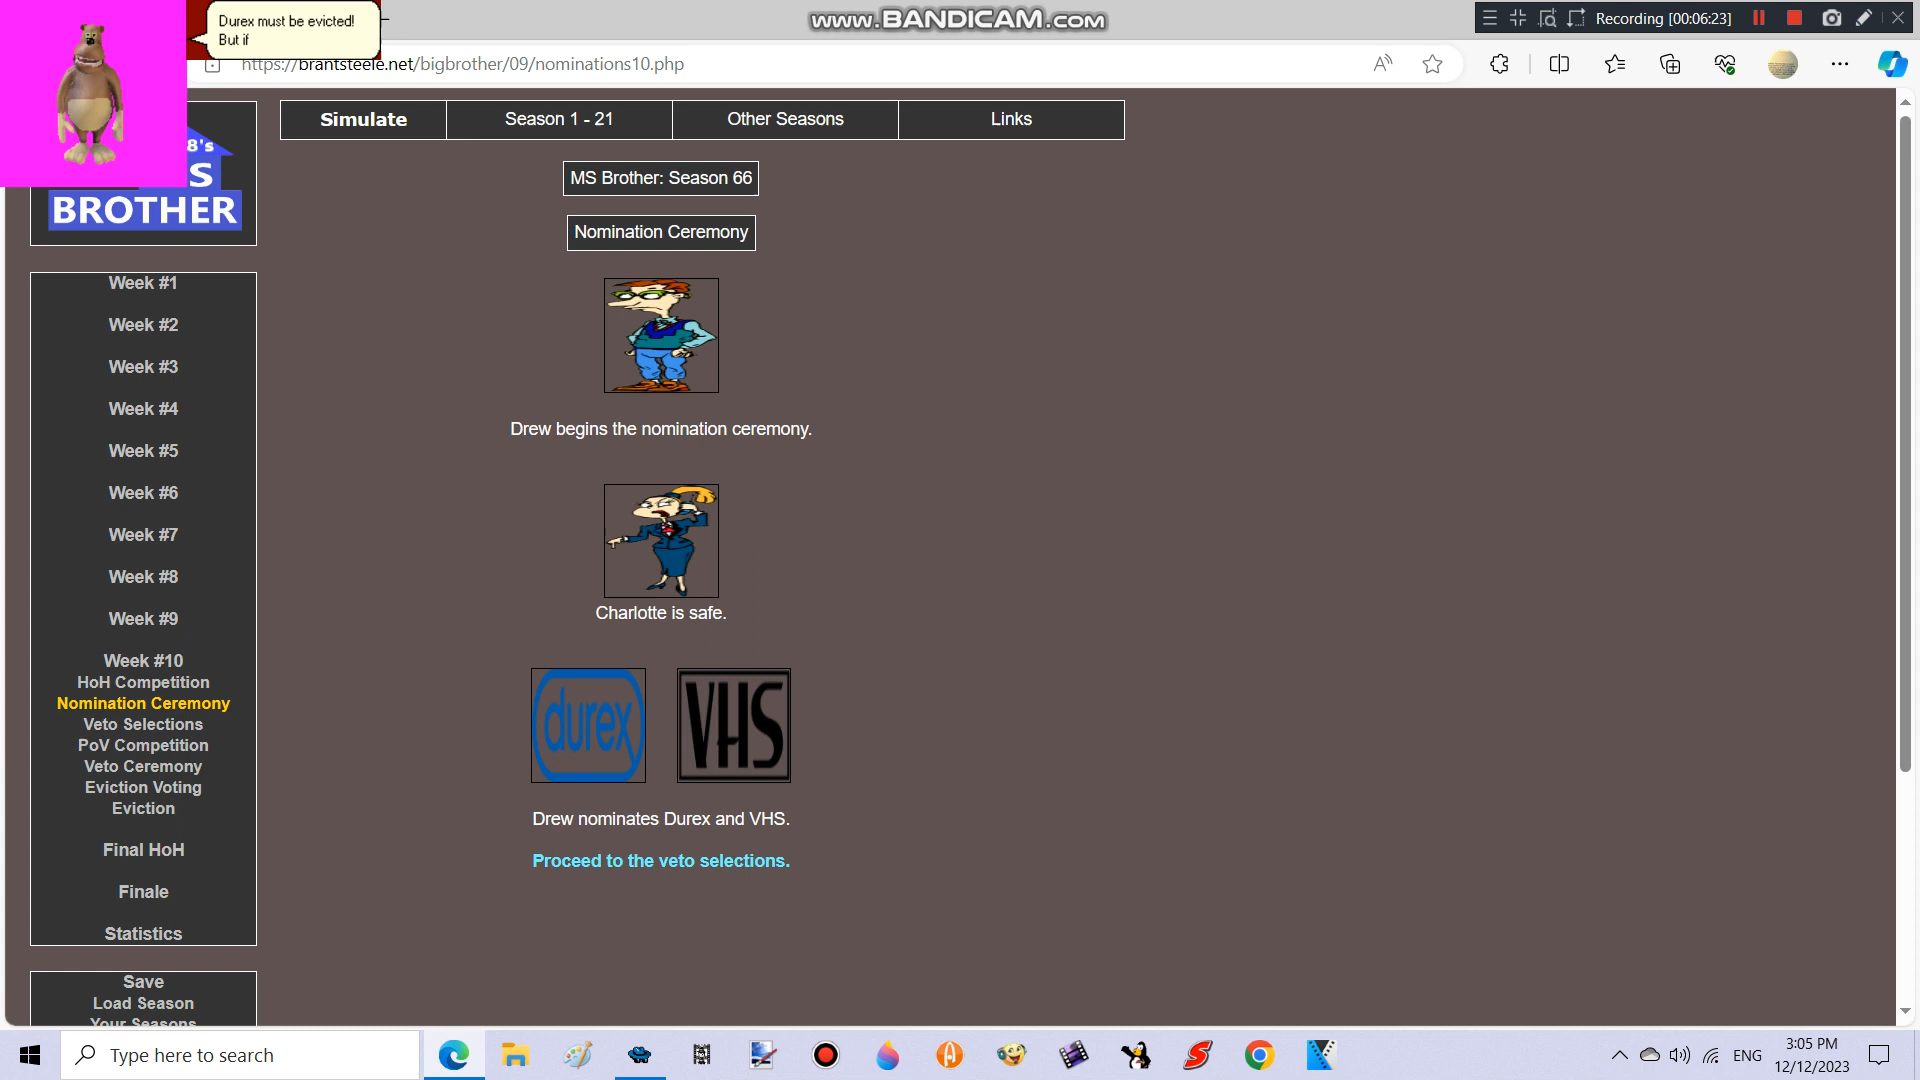 Durex must be evicted!
But if
www.BANDICAM.com
Recording [00:06:23]
https://brantsteele.net/bigbrother/09/nominations10.php
8's
S
BROTHER
Simulate
Season 1 - 21
Other Seasons
Links
MS Brother: Season 66
Nomination Ceremony
Drew begins the nomination ceremony.
Charlotte is safe.
durex
VHS
Drew nominates Durex and VHS.
Proceed to the veto selections.
Week #1
Week #2
Week #3
Week #4
Week #5
Week #6
Week #7
Week #8
Week #9
Week #10
HoH Competition
Nomination Ceremony
Veto Selections
PoV Competition
Veto Ceremony
Eviction Voting
Eviction
Final HoH
Finale
Statistics
Save
Load Season
Your Seasons
Type here to search
ENG
3:05 PM
12/12/2023